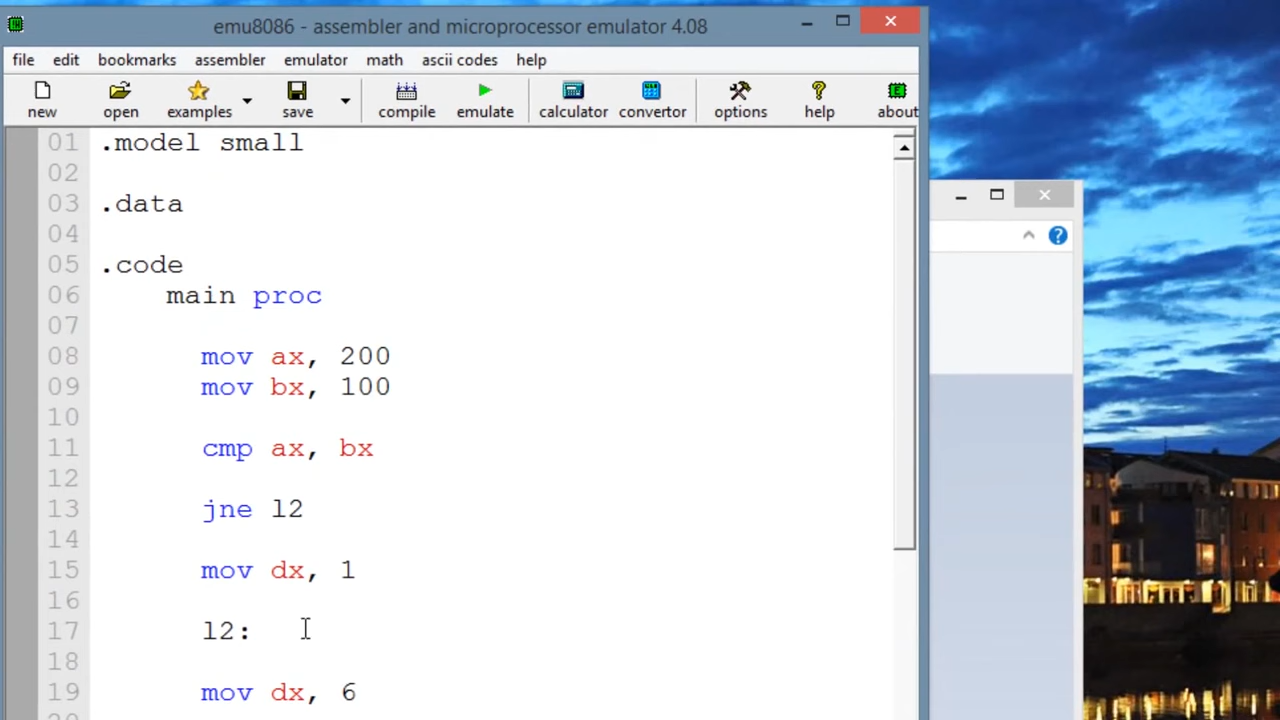 emu8086 - assembler and microprocessor emulator 4.08
file edit bookmarks assembler emulator math ascii codes help
new open examples save compile emulate calculator convertor options help about
01 .model small
02
03 .data
04
05 .code
06 main proc
07
08 mov ax, 200
09 mov bx, 100
10
11 cmp ax, bx
12
13 jne l2
14
15 mov dx, 1
16
17 l2:
18
19 mov dx, 6